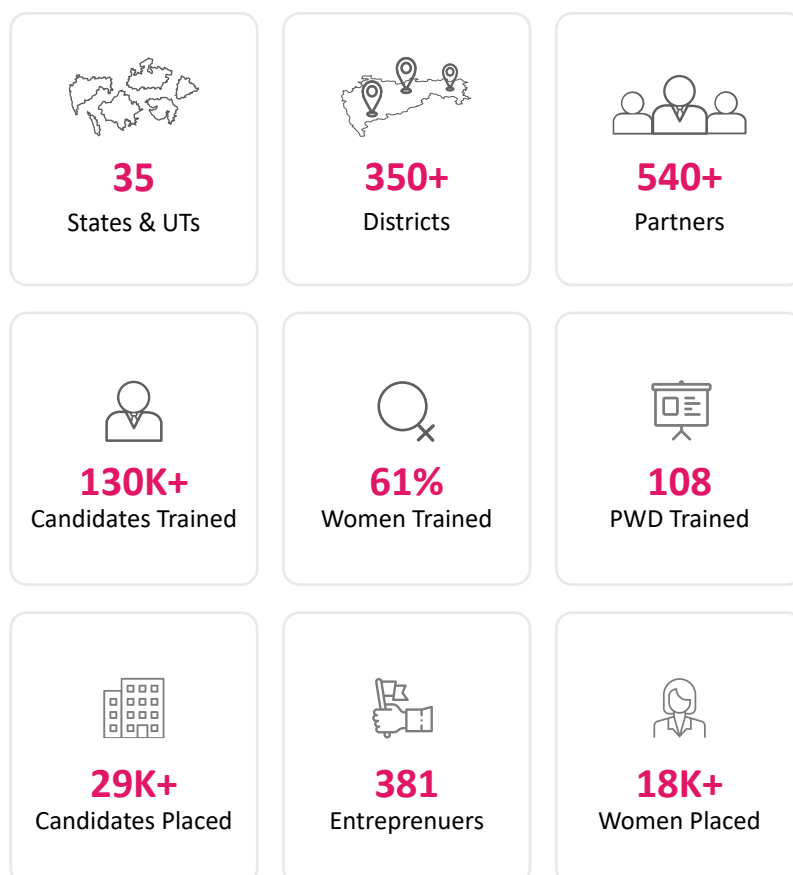 35
States & UTs
350+
Districts
540+
Partners
130K+
Candidates Trained
61%
Women Trained
108
PWD Trained
29K+
Candidates Placed
381
Entreprenuers
18K+
Women Placed